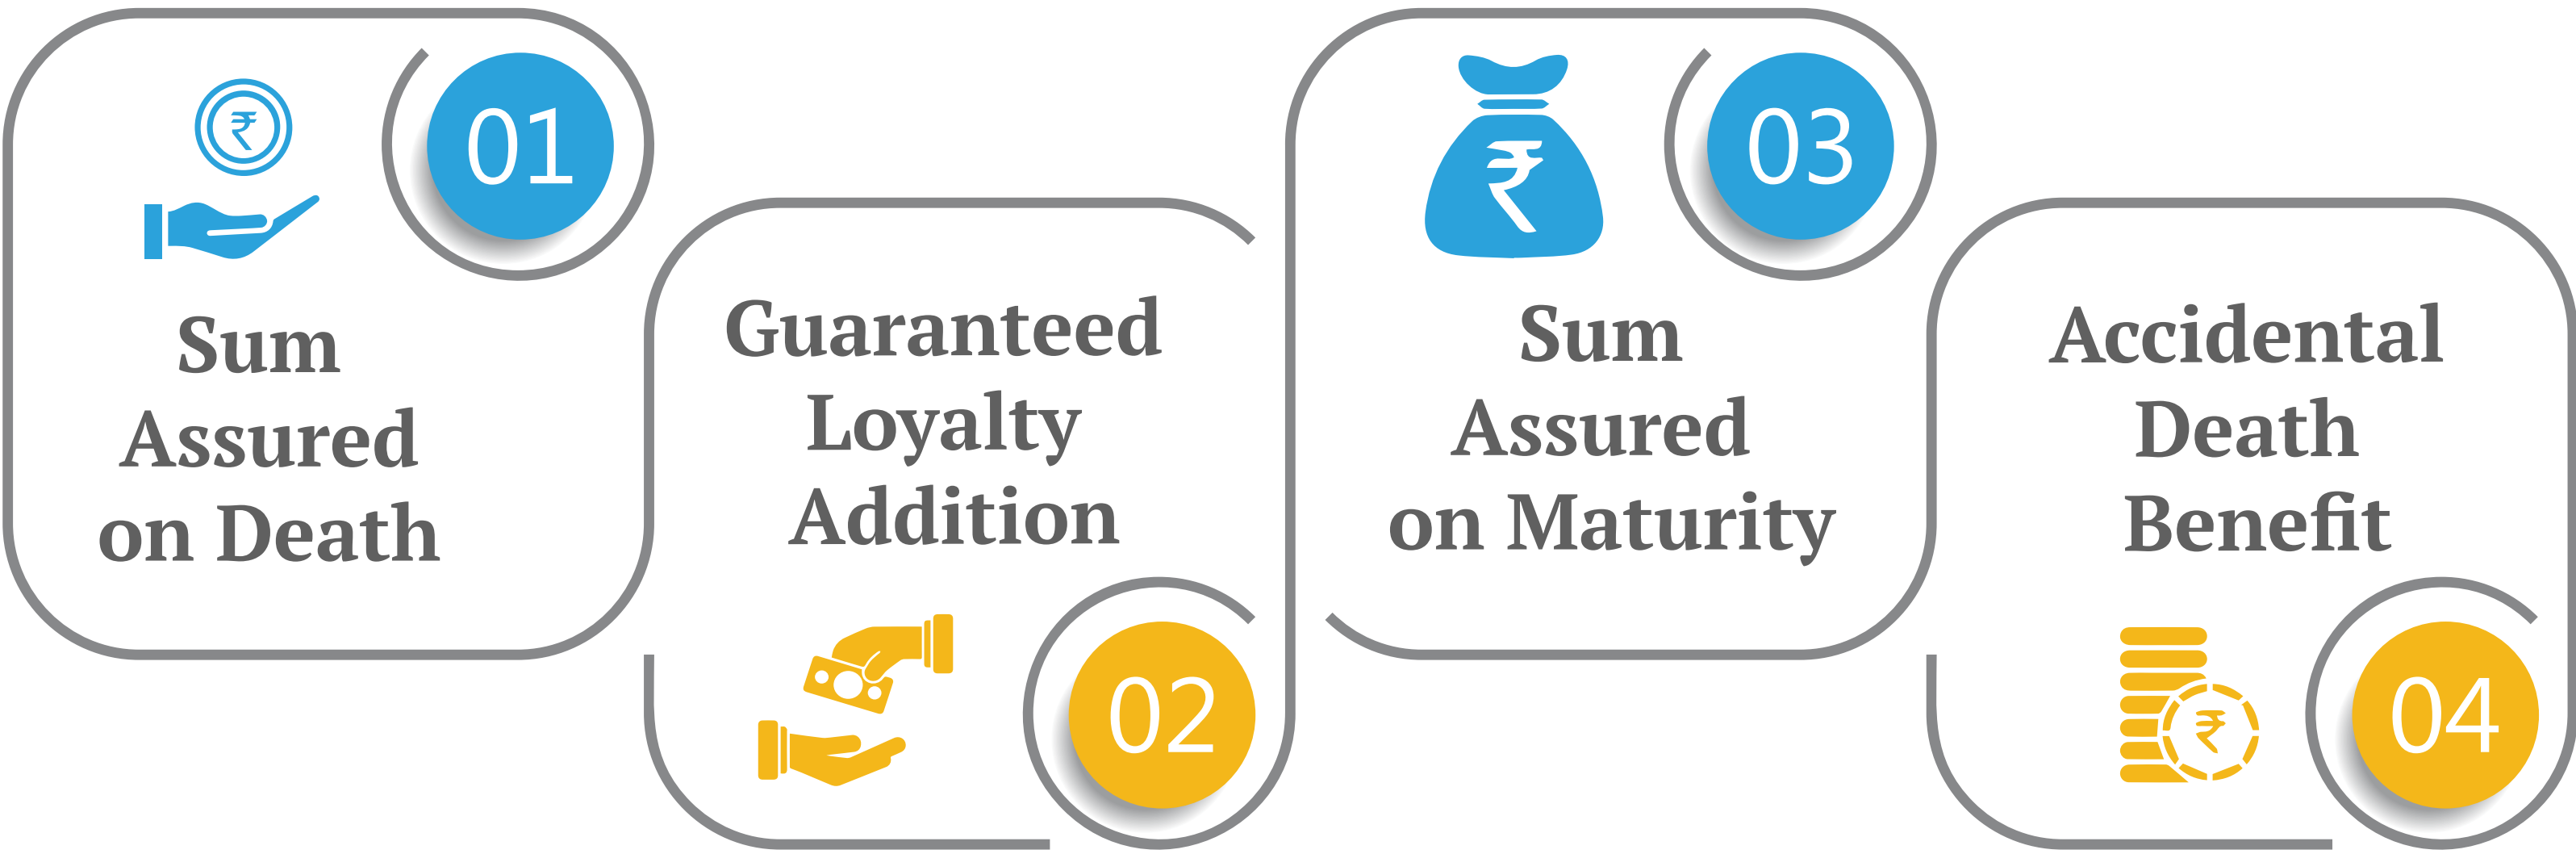 01
Sum
Assured
on Death
Guaranteed
Loyalty
Addition
02
03
Sum
Assured
on Maturity
Accidental
Death
Benefit
04
₹
₹
₹